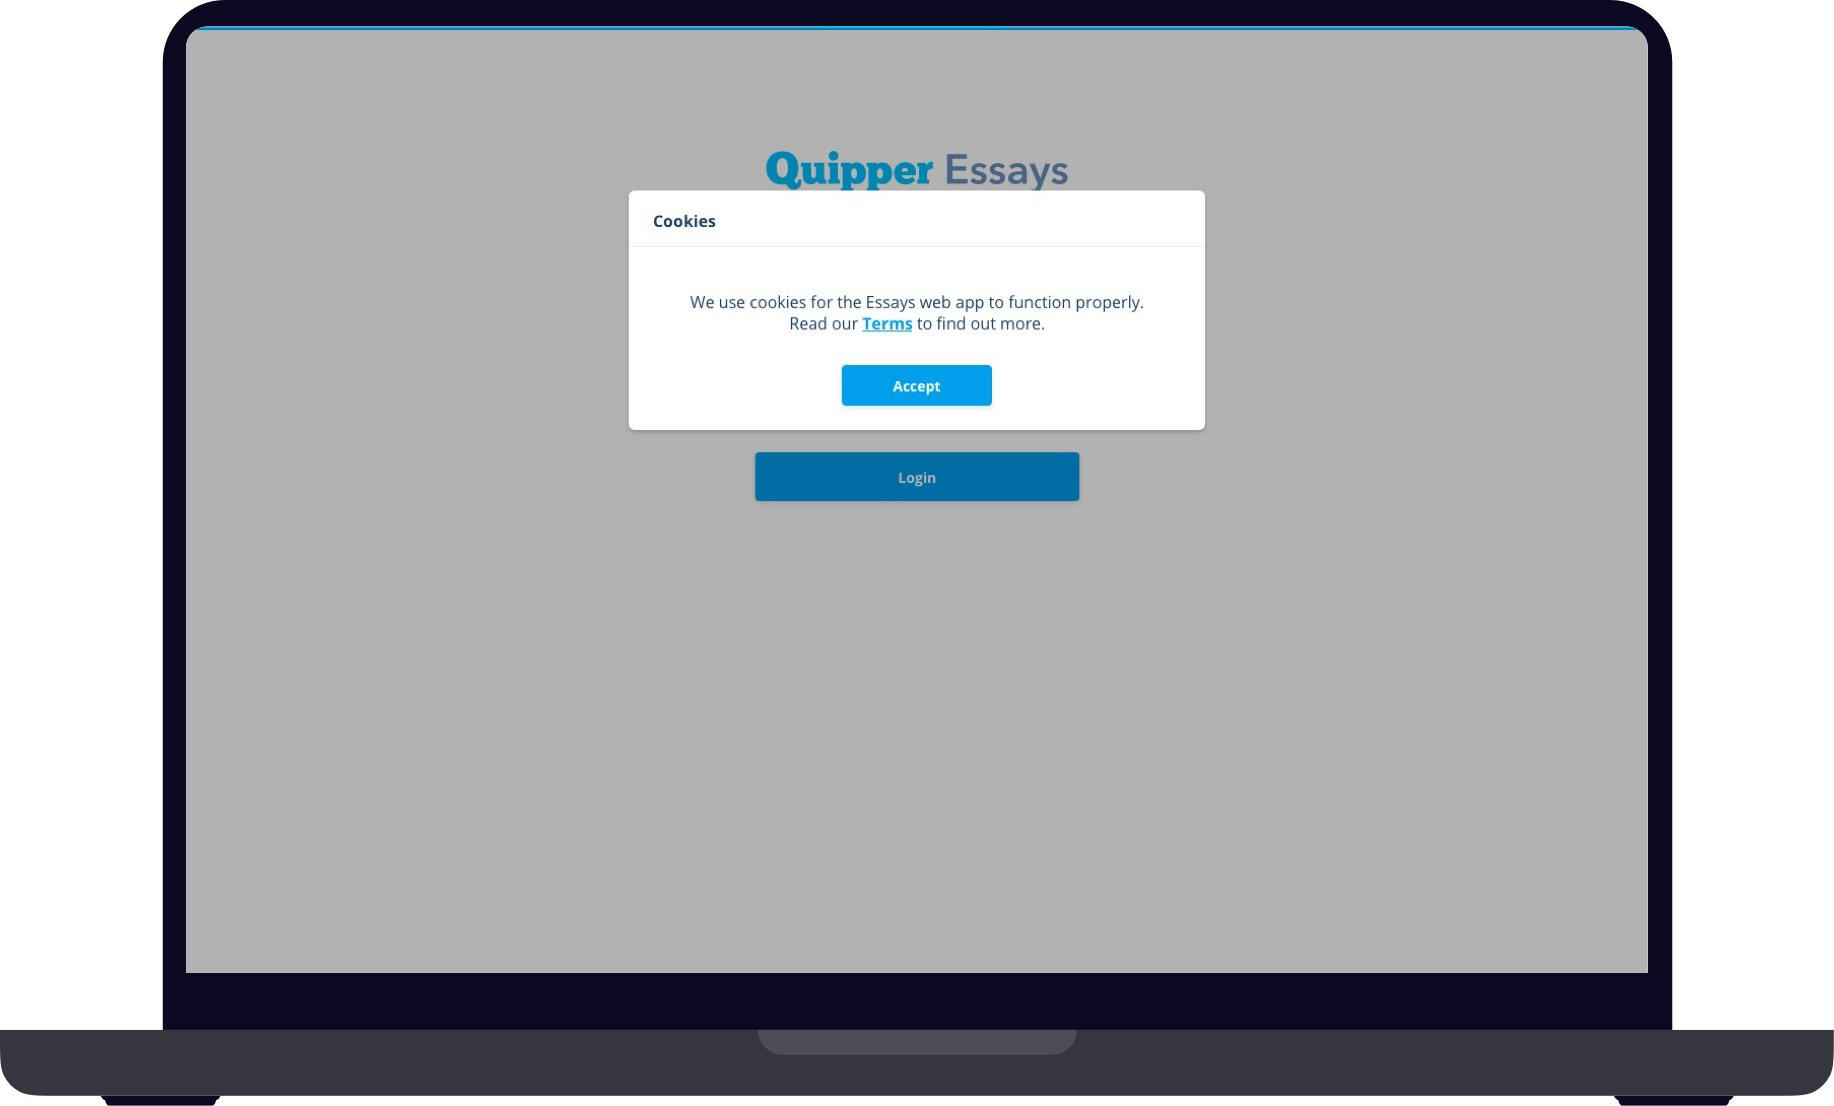 Quipper Essays
Cookies
We use cookies for the Essays web app to function properly.
Read our Terms to find out more.
Accept
Login